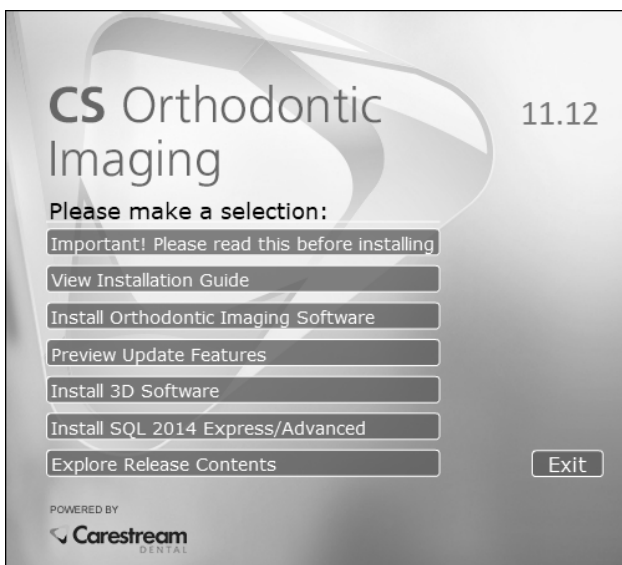 CS Orthodontic
Imaging
11.12
Please make a selection:
Important! Please read this before installing
View Installation Guide
Install Orthodontic Imaging Software
Preview Update Features
Install 3D Software
Install SQL 2014 Express/Advanced
Explore Release Contents
Exit
POWERED BY
Carestream
DENTAL